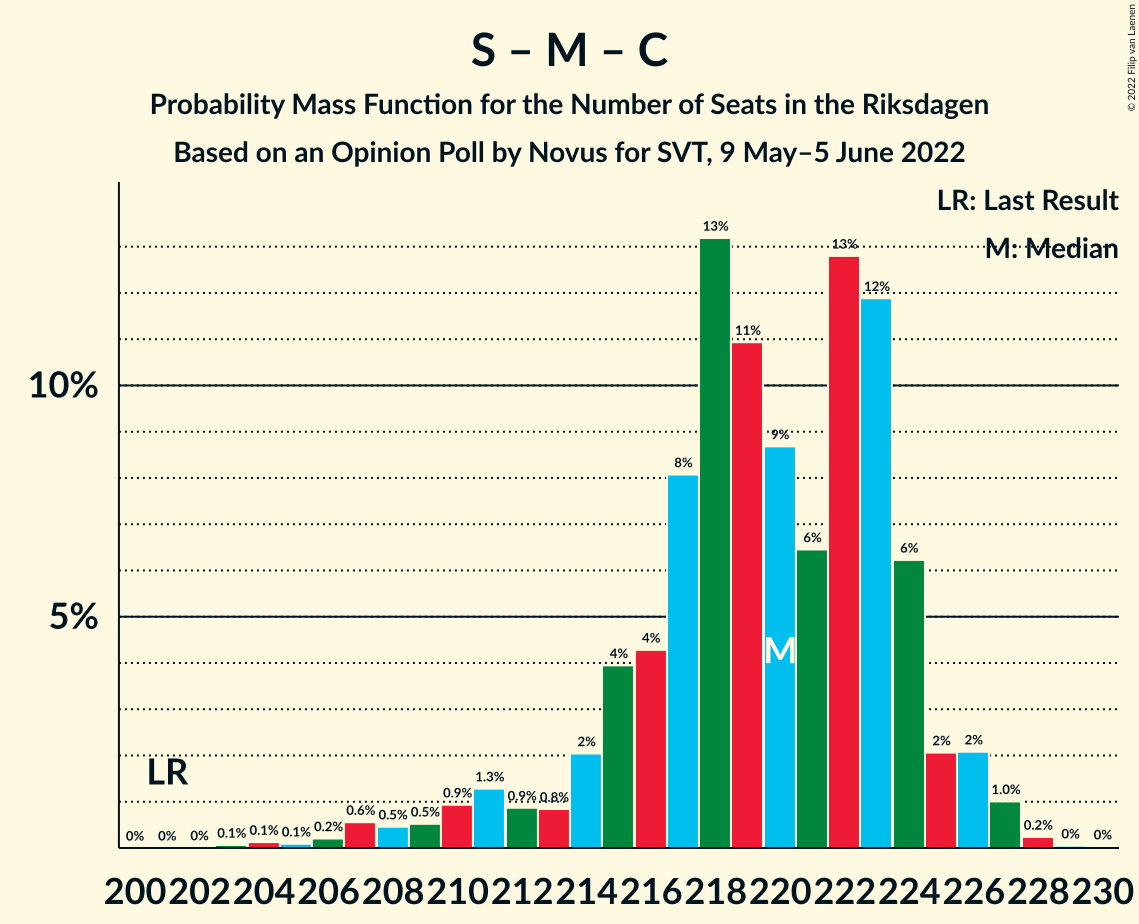 S – M – C
Probability Mass Function for the Number of Seats in the Riksdagen
Based on an Opinion Poll by Novus for SVT, 9 May–5 June 2022
© 2022 Filip van Laenen
LR: Last Result
M: Median
10%
5%
LR
M
0% 0% 0% 0.1% 0.1% 0.1% 0.2% 0.6% 0.5% 0.5% 0.9% 1.3% 0.9% 0.8% 2% 4% 4% 8% 13% 11% 9% 6% 13% 12% 6% 2% 2% 1.0% 0.2% 0% 0%
200 202 204 206 208 210 212 214 216 218 220 222 224 226 228 230